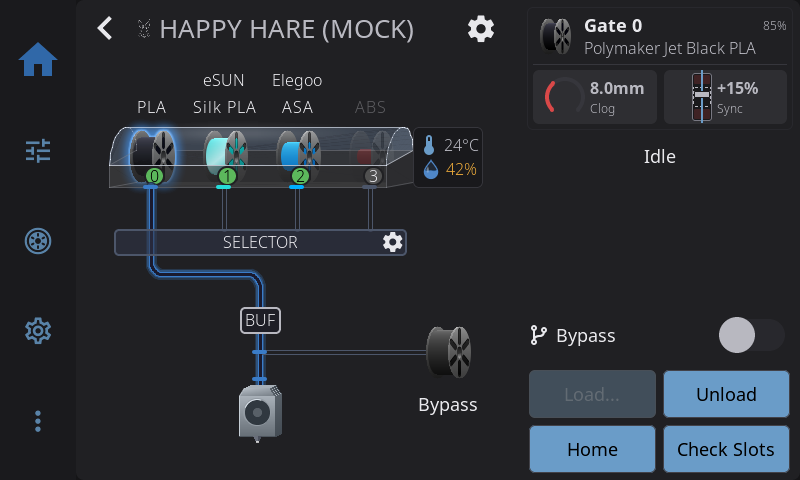 HAPPY HARE (MOCK)
eSUN
Elegoo
PLA
Silk PLA
ASA
ABS
0
1
2
3
24°C
42%
SELECTOR
BUF
Bypass
Gate 0
85%
Polymaker Jet Black PLA
8.0mm
Clog
+15%
Sync
Idle
Bypass
Load...
Unload
Home
Check Slots